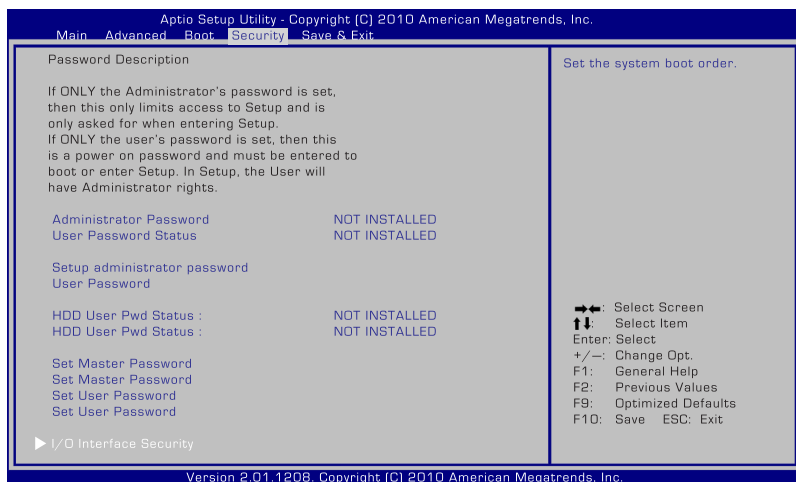 Aptio Setup Utility - Copyright (C) 2010 American Megatrends, Inc.
Main Advanced Boot Security Save & Exit
Password Description
If ONLY the Administrator's password is set,
then this only limits access to Setup and is
only asked for when entering Setup.
If ONLY the user's password is set, then this
is a power on password and must be entered to
boot or enter Setup. In Setup, the User will
have Administrator rights.
Administrator Password NOT INSTALLED
User Password Status NOT INSTALLED
Setup administrator password
User Password
HDD User Pwd Status : NOT INSTALLED
HDD User Pwd Status : NOT INSTALLED
Set Master Password
Set Master Password
Set User Password
Set User Password
I/O Interface Security
Set the system boot order.
→←: Select Screen
↑↓: Select Item
Enter: Select
+/—: Change Opt.
F1: General Help
F2: Previous Values
F9: Optimized Defaults
F10: Save ESC: Exit
Version 2.01.1208. Copyright (C) 2010 American Megatrends, Inc.